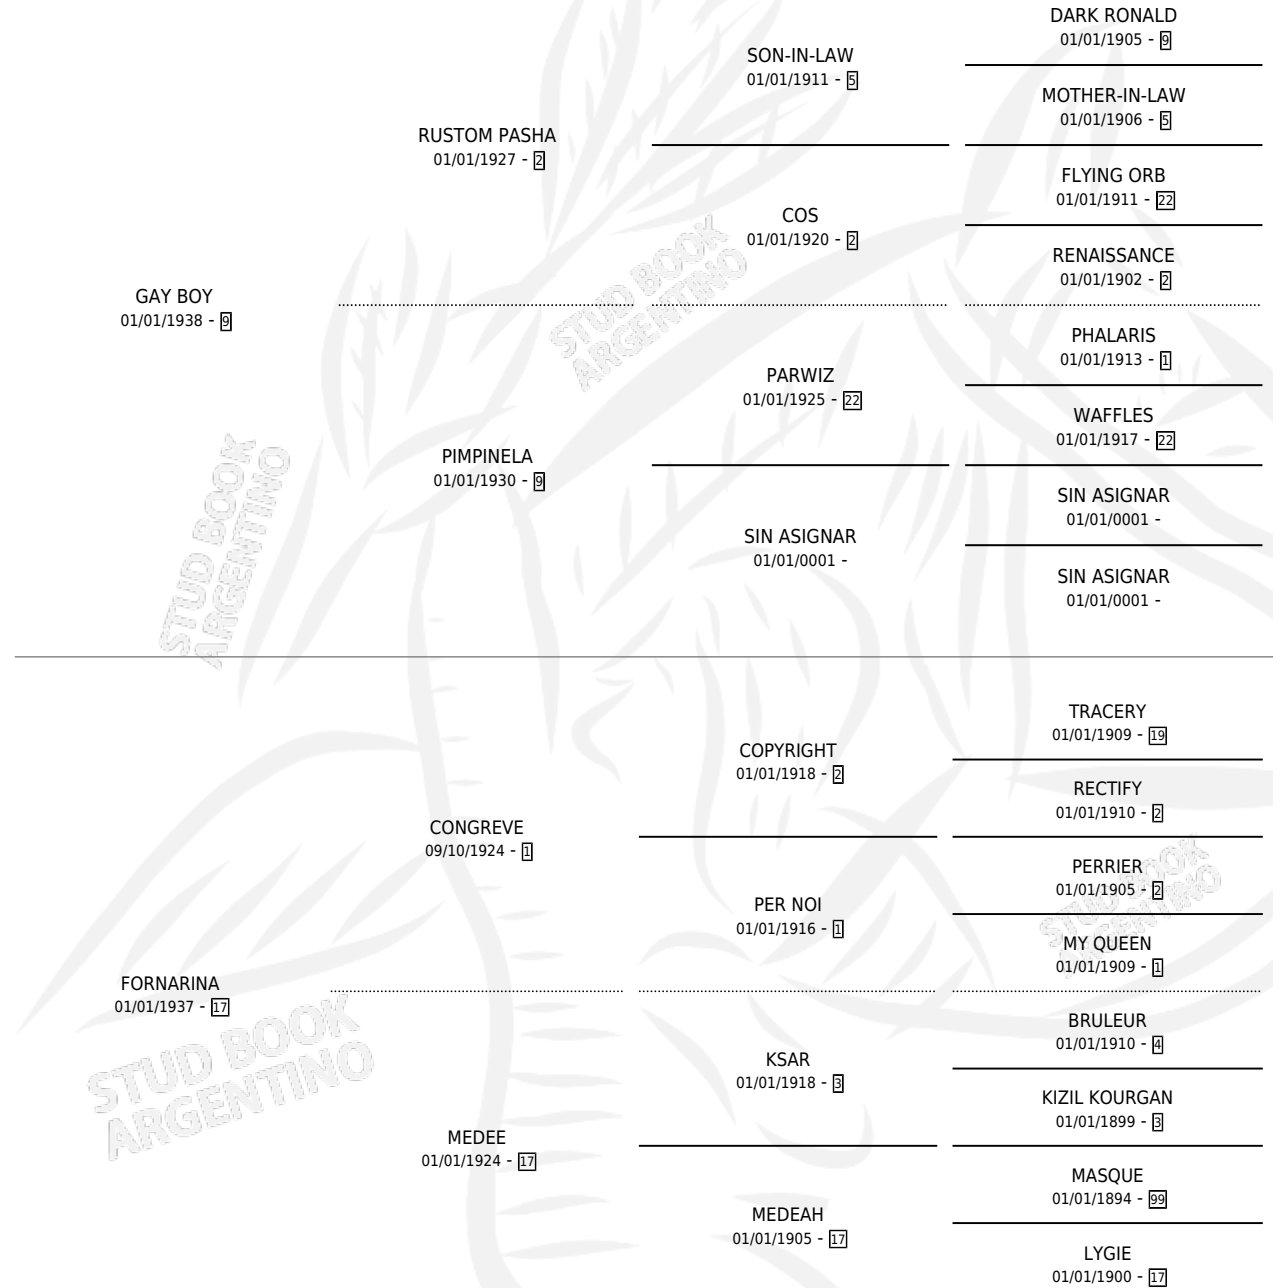 DARK RONALD
01/01/1905 - 9
SON-IN-LAW
01/01/1911 - 5
MOTHER-IN-LAW
01/01/1906 - 5
RUSTOM PASHA
01/01/1927 - 2
FLYING ORB
01/01/1911 - 22
COS
01/01/1920 - 2
RENAISSANCE
01/01/1902 - 2
GAY BOY
01/01/1938 - 9
PHALARIS
01/01/1913 - 1
PARWIZ
01/01/1925 - 22
WAFFLES
01/01/1917 - 22
PIMPINELA
01/01/1930 - 9
SIN ASIGNAR
01/01/0001 -
SIN ASIGNAR
01/01/0001 -
SIN ASIGNAR
01/01/0001 -
TRACERY
01/01/1909 - 19
COPYRIGHT
01/01/1918 - 2
RECTIFY
01/01/1910 - 2
CONGREVE
09/10/1924 - 1
PERRIER
01/01/1905 - 2
PER NOI
01/01/1916 - 1
MY QUEEN
01/01/1909 - 1
FORNARINA
01/01/1937 - 17
BRULEUR
01/01/1910 - 4
KSAR
01/01/1918 - 3
KIZIL KOURGAN
01/01/1899 - 3
MEDEE
01/01/1924 - 17
MASQUE
01/01/1894 - 99
MEDEAH
01/01/1905 - 17
LYGIE
01/01/1900 - 17
STUD BOOK
ARGENTINO
STUD BOOK
ARGENTINO
STUD BOOK
ARGENTINO
STUD BOOK
ARGENTINO